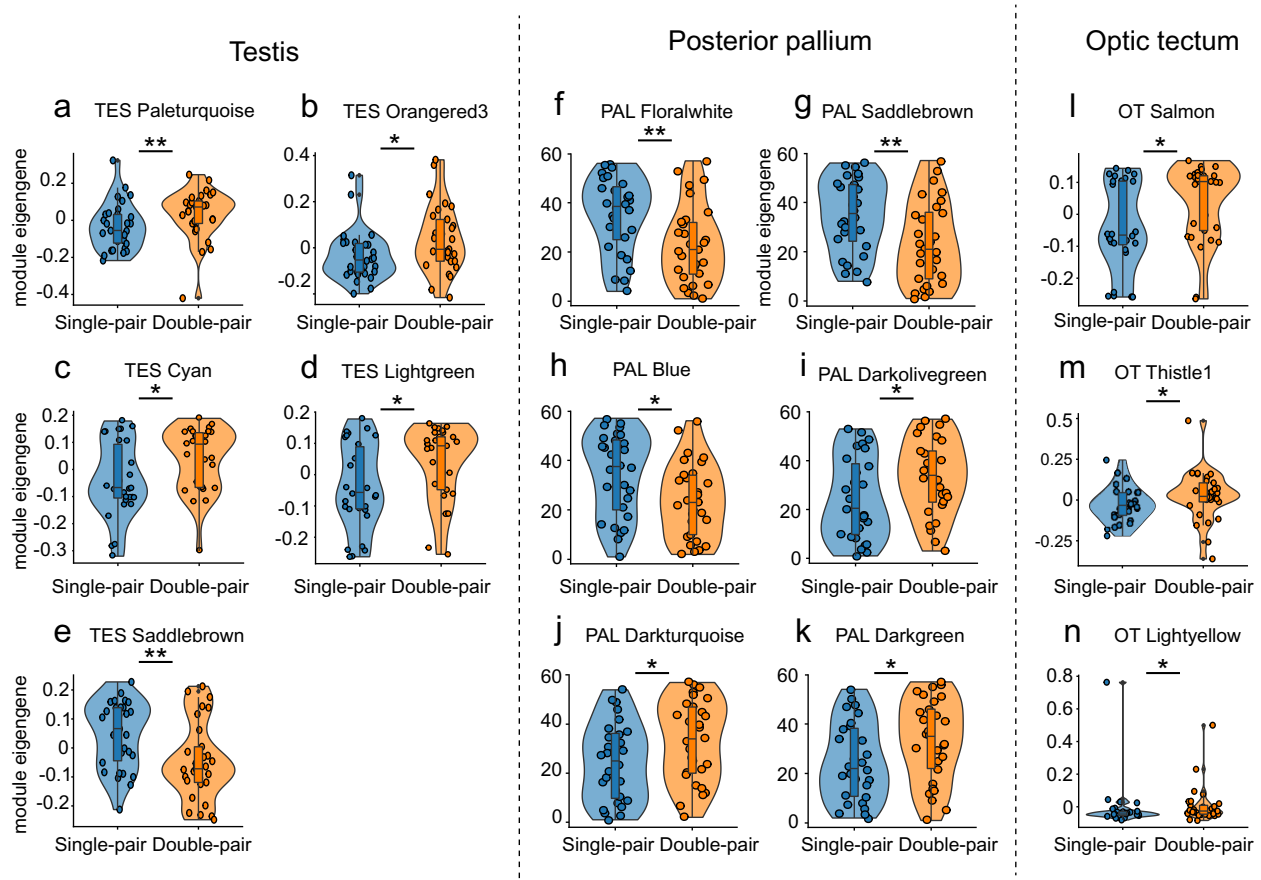 Testis
Posterior pallium
Optic tectum
a
TES Paleturquoise
**
module eigengene
0.2
0
-0.2
-0.4
Single-pair Double-pair
b
TES Orangered3
*
0.4
0.2
0
-0.2
Single-pair Double-pair
c
TES Cyan
*
module eigengene
0.2
0.1
0
-0.1
-0.2
-0.3
Single-pair Double-pair
d
TES Lightgreen
*
0.2
0.1
0
-0.1
-0.2
Single-pair Double-pair
e
TES Saddlebrown
**
module eigengene
0.2
0.1
0
-0.1
-0.2
Single-pair Double-pair
f
PAL Floralwhite
**
60
40
20
0
Single-pair Double-pair
g
PAL Saddlebrown
**
module eigengene
60
40
20
0
Single-pair Double-pair
h
PAL Blue
*
60
40
20
0
Single-pair Double-pair
i
PAL Darkolivegreen
*
60
40
20
0
Single-pair Double-pair
j
PAL Darkturquoise
*
60
40
20
0
Single-pair Double-pair
k
PAL Darkgreen
*
60
40
20
0
Single-pair Double-pair
l
OT Salmon
*
0.1
0
-0.1
-0.2
Single-pair Double-pair
m
OT Thistle1
*
0.5
0.25
0
-0.25
Single-pair Double-pair
n
OT Lightyellow
*
0.8
0.6
0.4
0.2
0
Single-pair Double-pair